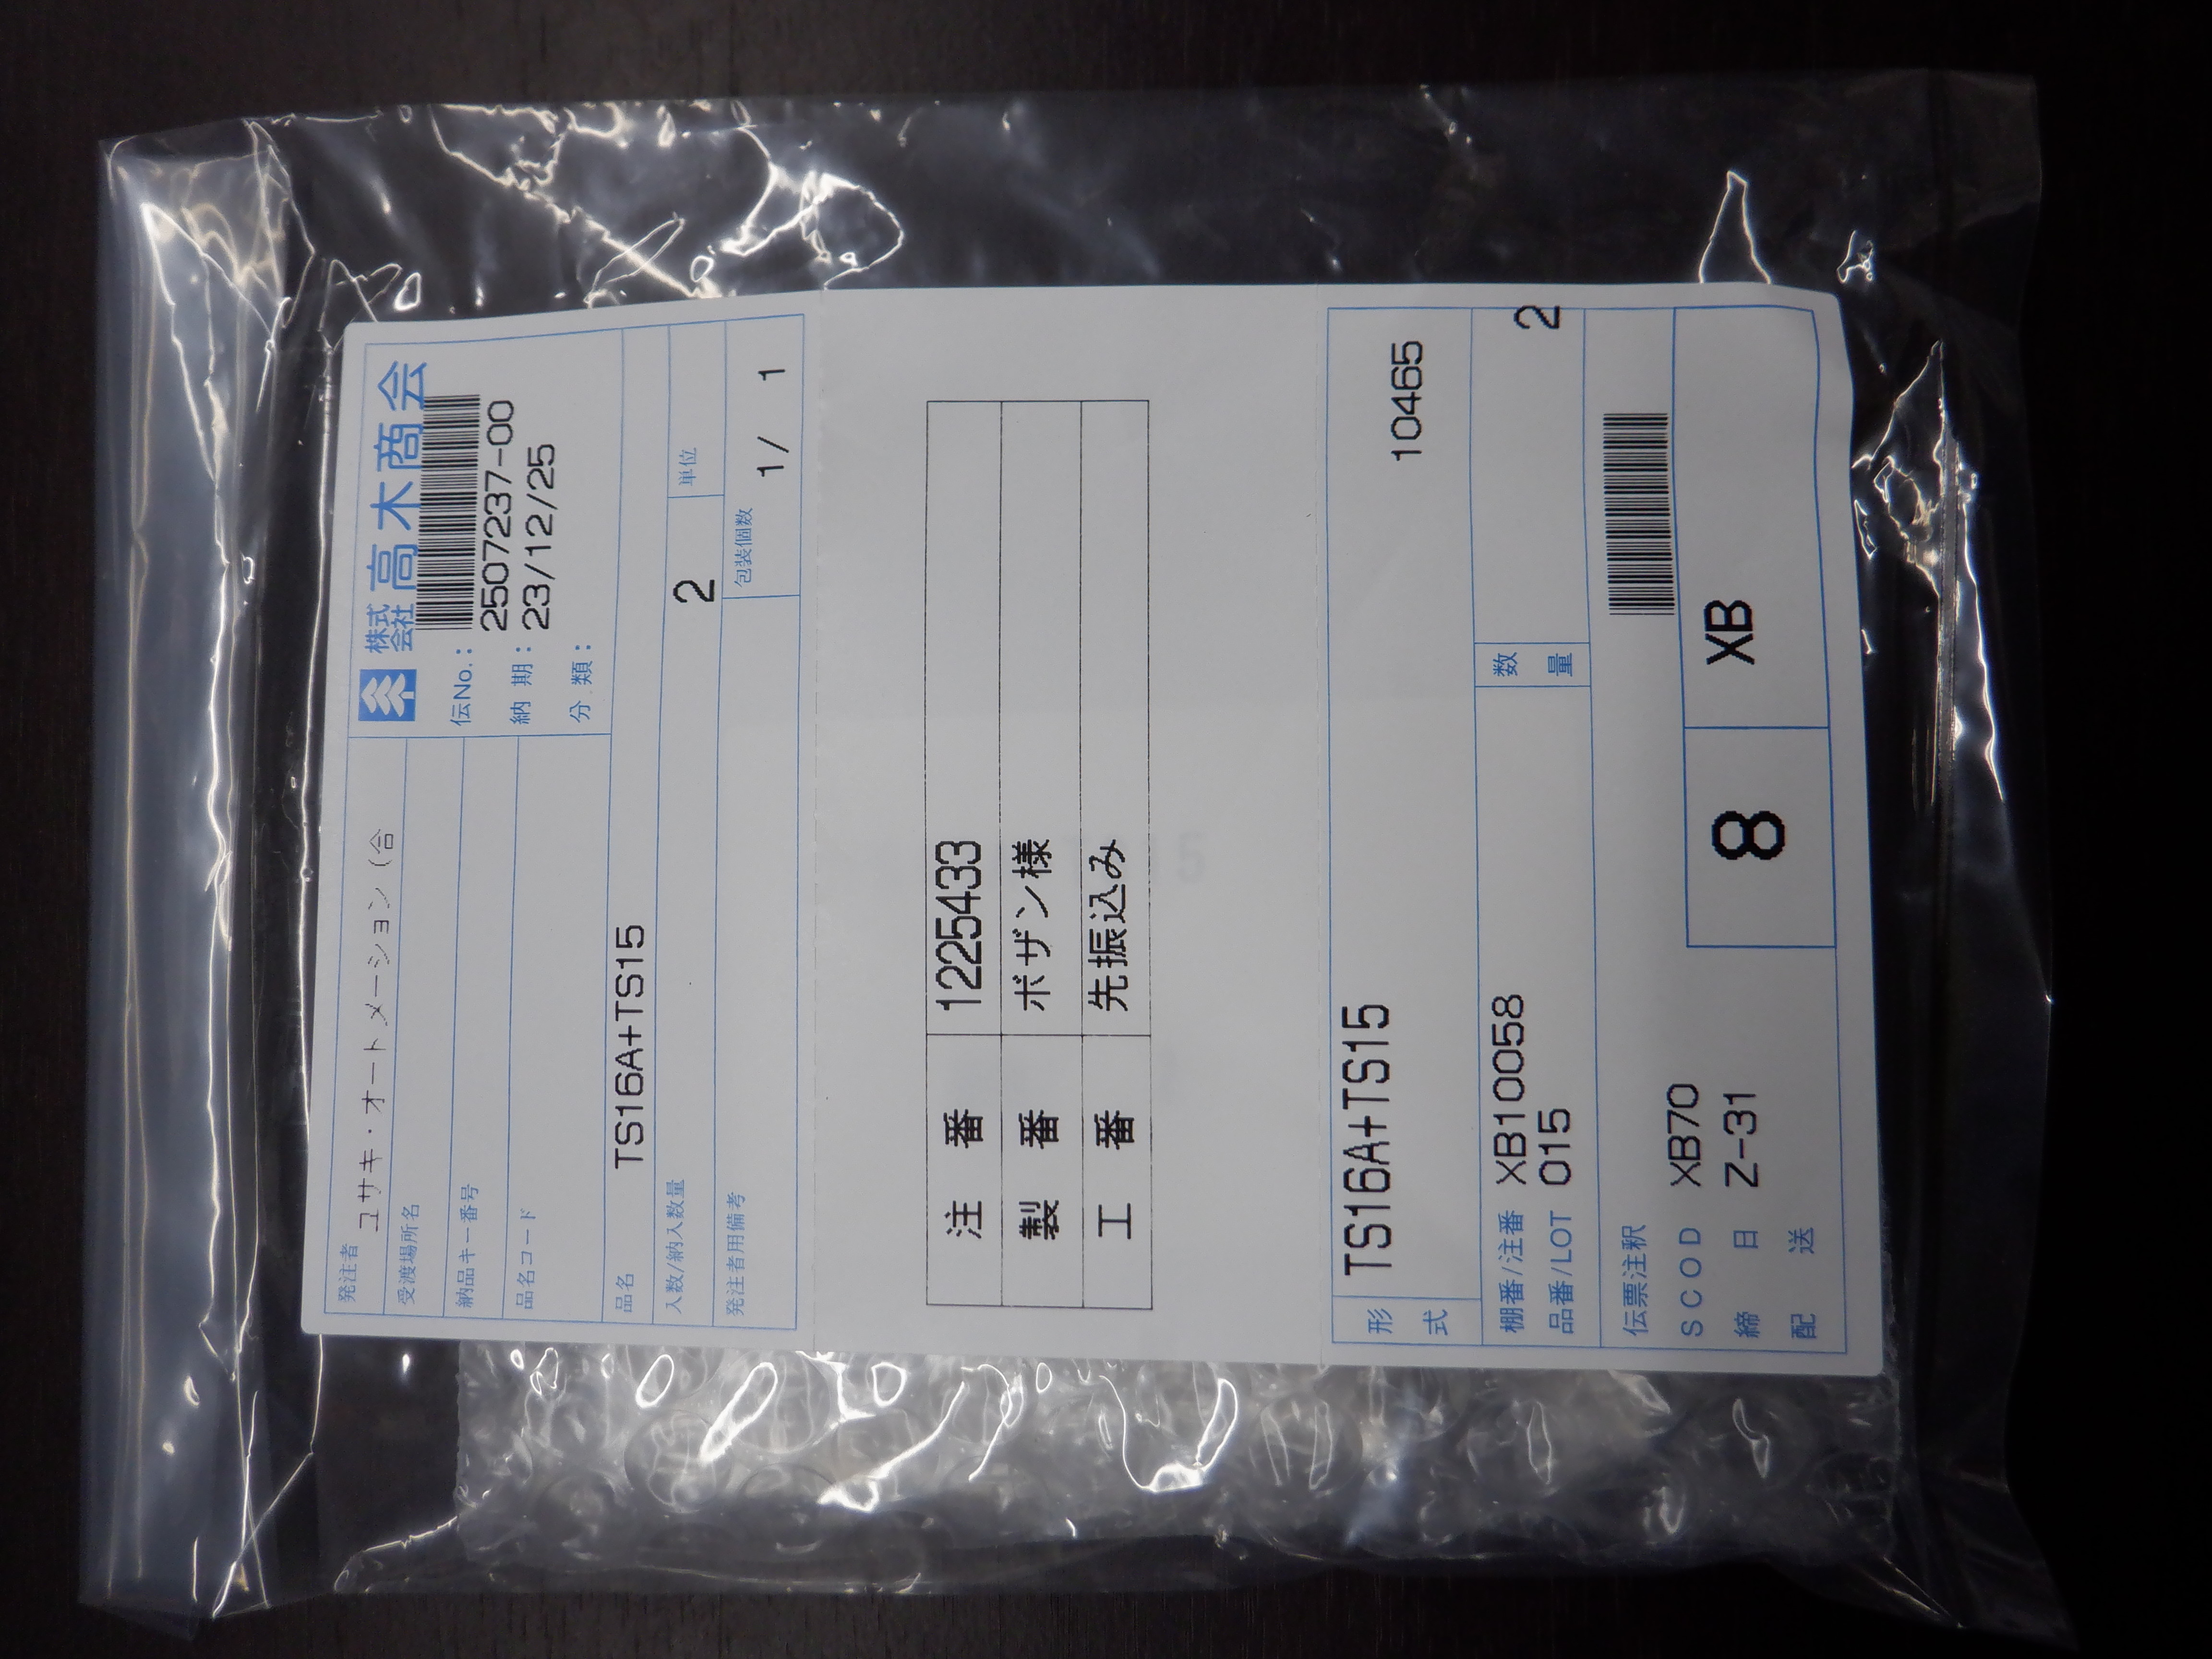 発注者
ユサキ・オートメーション(合
受渡場所名
納品キー番号
品名コード
株式会社 高木商会
伝No.: 2507237-00
納期: 23/12/25
分類:
品名 TS16A+TS15
入数/納入数量 2 単位
発注者用備考 包装個数 1/ 1
注番 1225433
製番 ボザン様
工番 先振込み
形式 TS16A+TS15 10465
棚番/注番 XB10058
品番/LOT 015
数量 2
伝票注釈
SCOD XB70
締日 Z-31
配送
8 XB